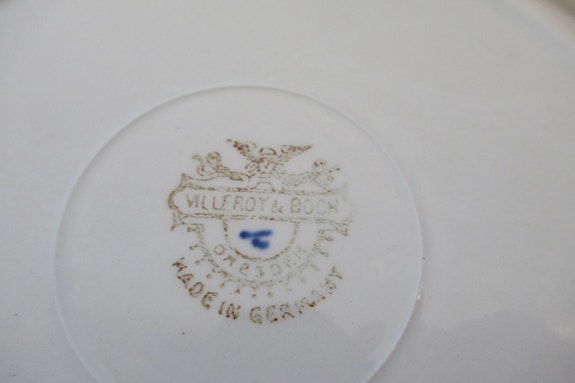 VILLEROY & BOCH
DRESDEN
MADE IN GERMANY